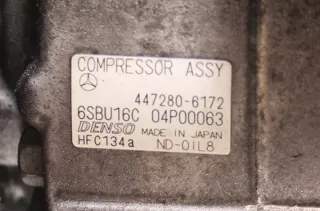 COMPRESSOR ASSY
447280-6172
6SBU16C 04P00063
DENSO MADE IN JAPAN
HFC134a ND-OIL8